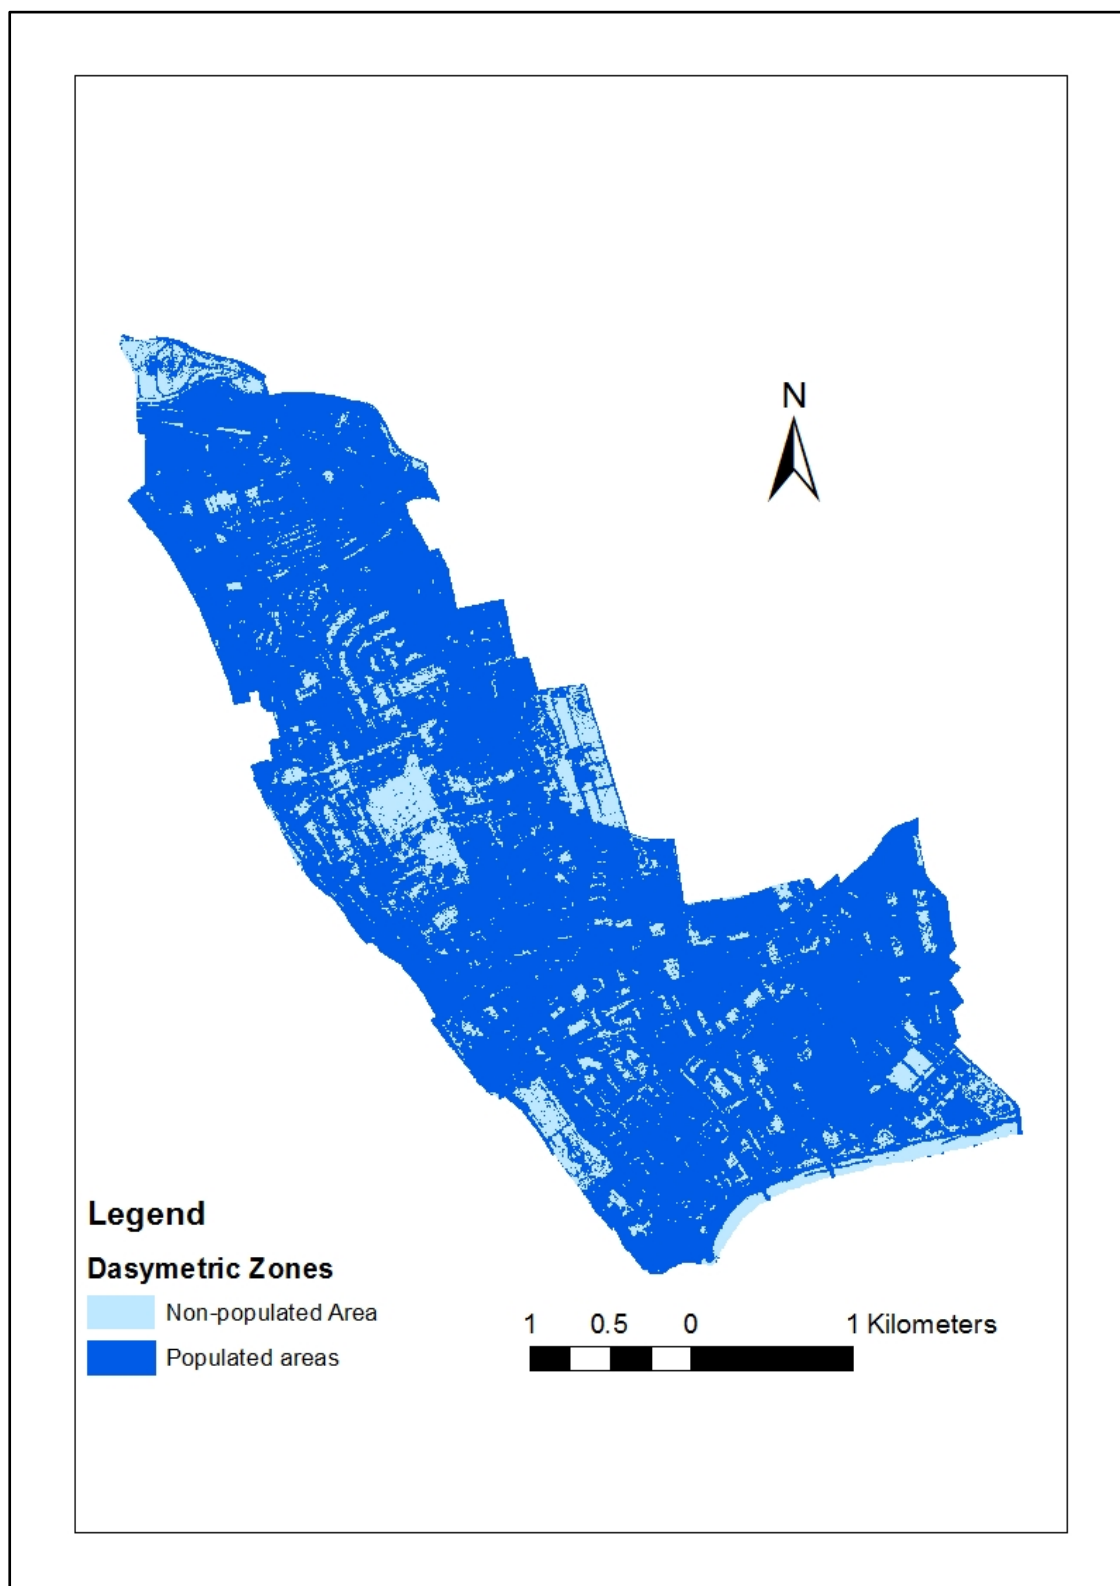 N
Legend
Dasymetric Zones
Non-populated Area
Populated areas
1 0.5 0 1 Kilometers